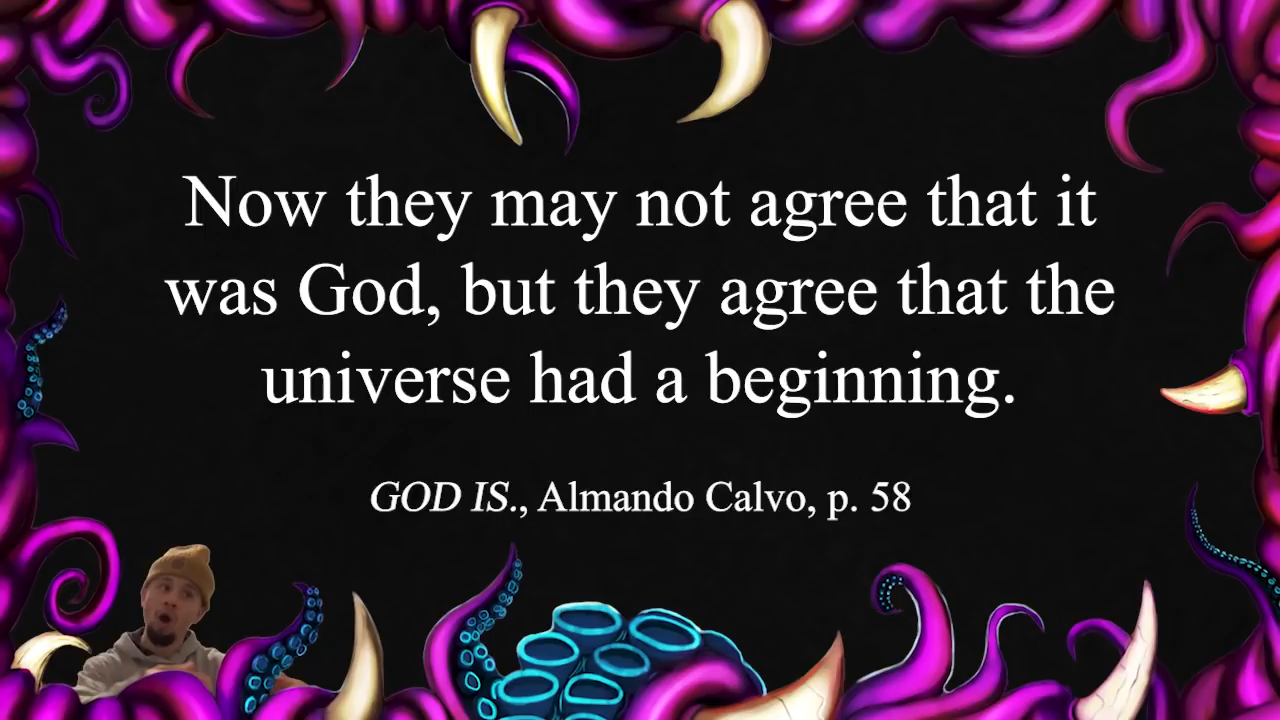 Now they may not agree that it
was God, but they agree that the
universe had a beginning.
GOD IS., Almando Calvo, p. 58